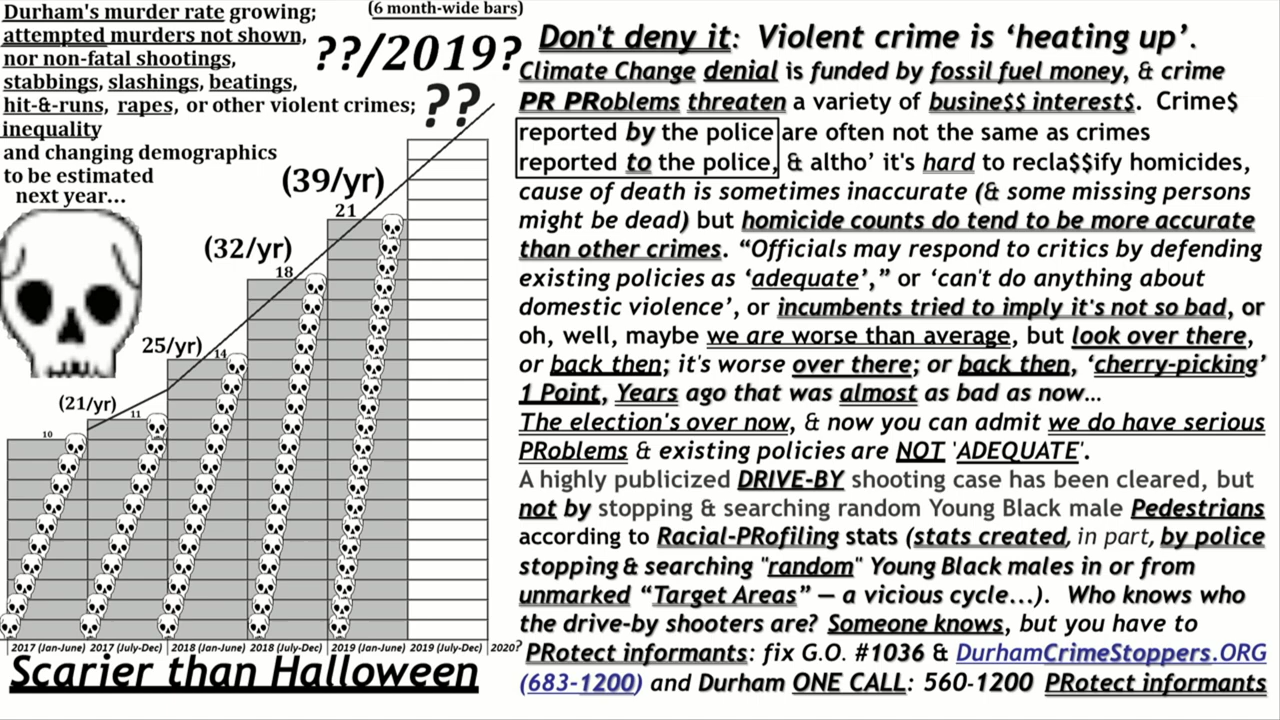 Durham's murder rate growing;
attempted murders not shown,
nor non-fatal shootings,
stabbings, slashings, beatings,
hit-&-runs, rapes, or other violent crimes;
inequality
and changing demographics
to be estimated
next year...
(6 month-wide bars)
??/2019?
??
(39/yr)
21
(32/yr)
18
25/yr)
14
(21/yr)
11
10
2017 (Jan-June) 2017 (July-Dec) 2018 (Jan-June) 2018 (July-Dec) 2019 (Jan-June) 2019 (July-Dec) 2020?
Scarier than Halloween
Don't deny it: Violent crime is ‘heating up’.
Climate Change denial is funded by fossil fuel money, & crime
PR PRoblems threaten a variety of busine$$ interest$. Crime$
reported by the police are often not the same as crimes
reported to the police, & altho’ it's hard to recla$$ify homicides,
cause of death is sometimes inaccurate (& some missing persons
might be dead) but homicide counts do tend to be more accurate
than other crimes. “Officials may respond to critics by defending
existing policies as ‘adequate’,” or ‘can't do anything about
domestic violence’, or incumbents tried to imply it's not so bad, or
oh, well, maybe we are worse than average, but look over there,
or back then; it's worse over there; or back then, ‘cherry-picking’
1 Point, Years ago that was almost as bad as now…
The election's over now, & now you can admit we do have serious
PRoblems & existing policies are NOT 'ADEQUATE'.
A highly publicized DRIVE-BY shooting case has been cleared, but
not by stopping & searching random Young Black male Pedestrians
according to Racial-PRofiling stats (stats created, in part, by police
stopping & searching "random" Young Black males in or from
unmarked “Target Areas” — a vicious cycle...). Who knows who
the drive-by shooters are? Someone knows, but you have to
PRotect informants: fix G.O. #1036 & DurhamCrimeStoppers.ORG
(683-1200) and Durham ONE CALL: 560-1200 PRotect informants